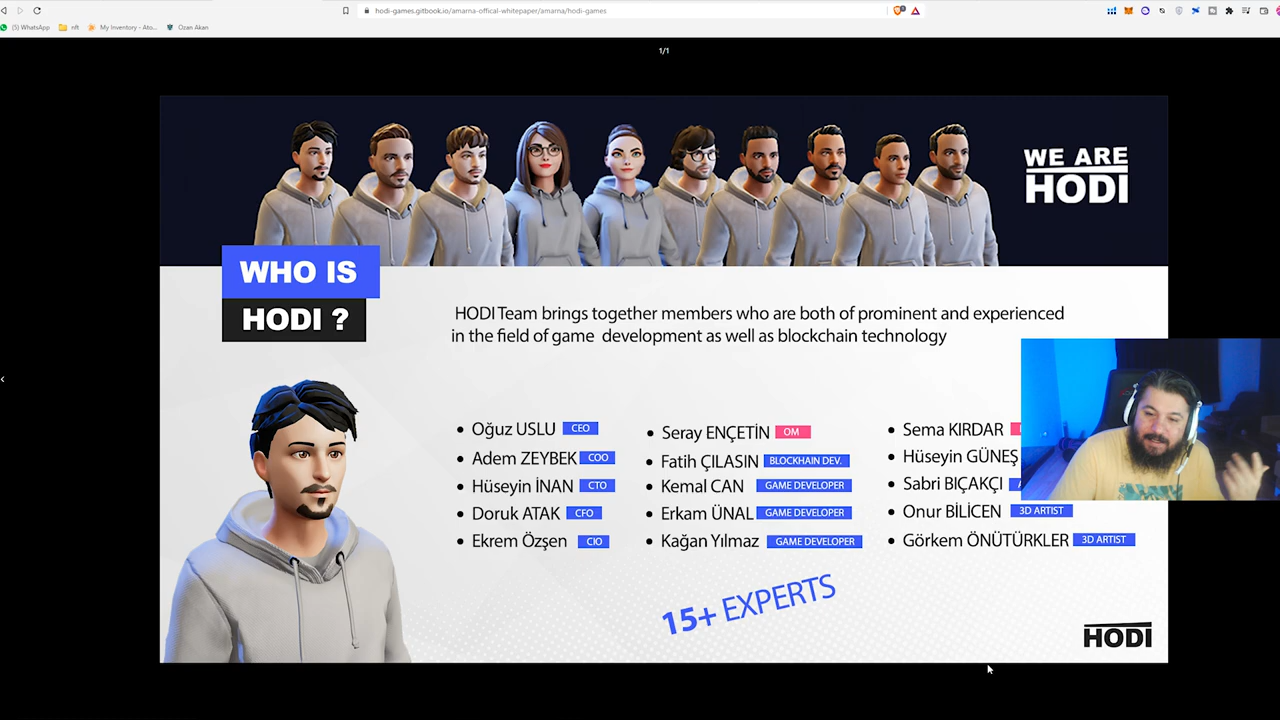 hodi-games.gitbook.io/amarna-offical-whitepaper/amarna/hodi-games
(5) WhatsApp nft My Inventory - Ato... Ozan Akan
1/1
WE ARE
HODI
WHO IS
HODI ?
HODI Team brings together members who are both of prominent and experienced
in the field of game development as well as blockchain technology
• Oğuz USLU CEO
• Adem ZEYBEK COO
• Hüseyin İNAN CTO
• Doruk ATAK CFO
• Ekrem Özşen CIO
• Seray ENÇETİN OM
• Fatih ÇILASIN BLOCKHAIN DEV.
• Kemal CAN GAME DEVELOPER
• Erkam ÜNAL GAME DEVELOPER
• Kağan Yılmaz GAME DEVELOPER
• Sema KIRDAR
• Hüseyin GÜNEŞ
• Sabri BIÇAKÇI
• Onur BİLİCEN 3D ARTIST
• Görkem ÖNÜTÜRKLER 3D ARTIST
15+ EXPERTS
HODI